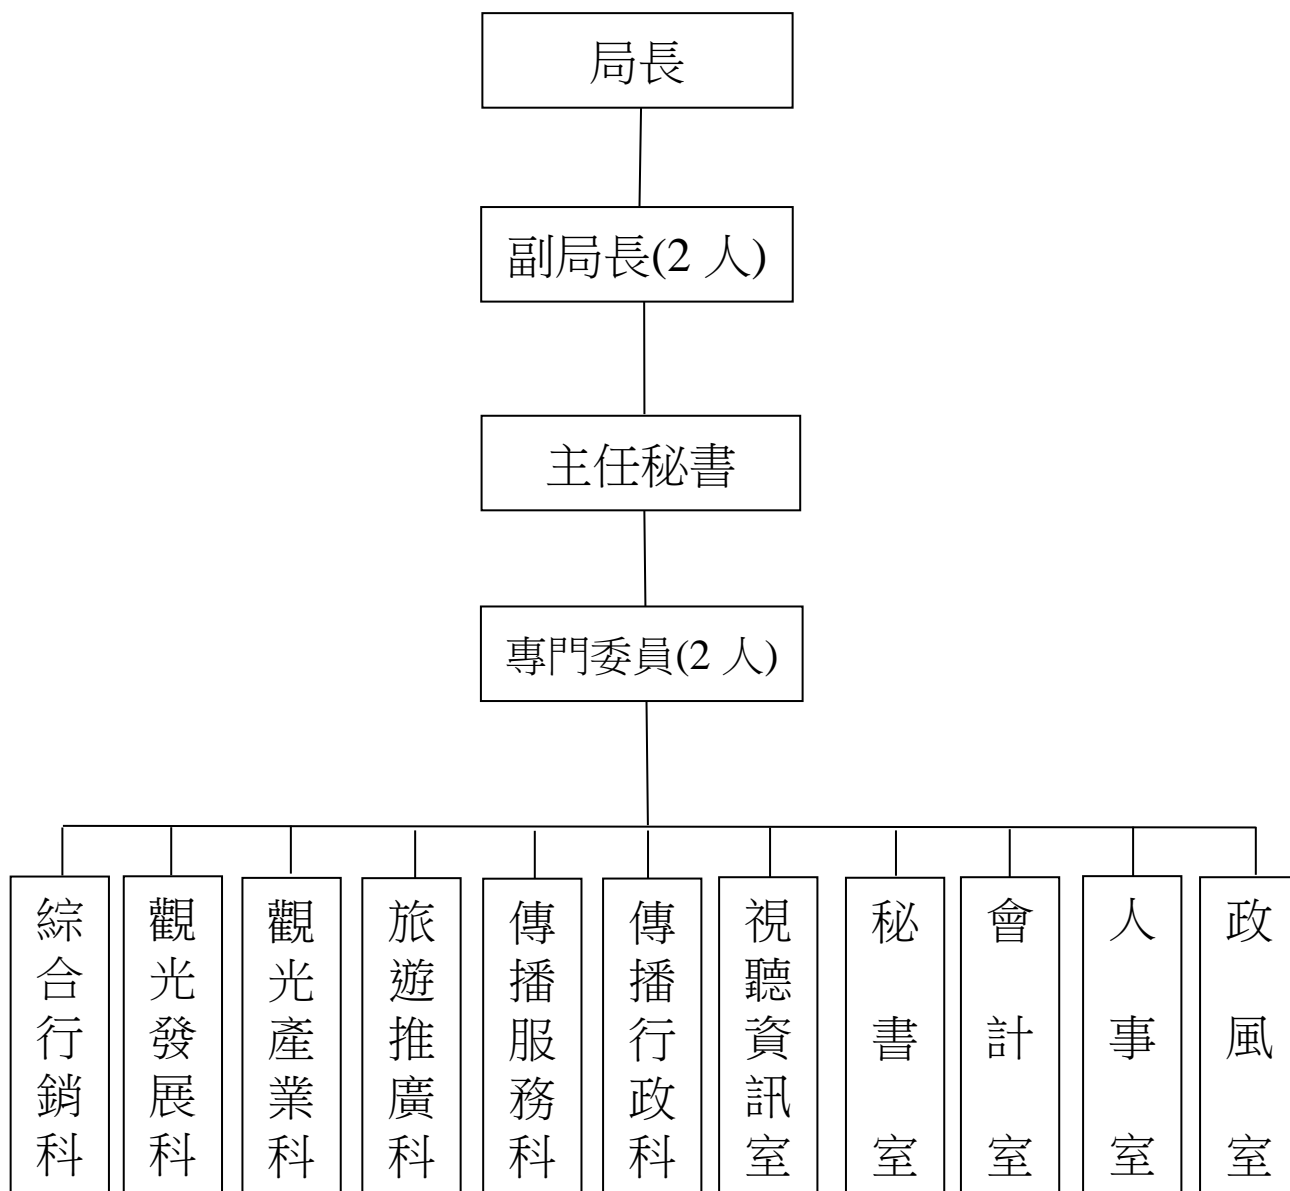 局長
副局長(2 人)
主任秘書
專門委員(2 人)
綜合行銷科
觀光發展科
觀光產業科
旅遊推廣科
傳播服務科
傳播行政科
視聽資訊室
秘書室
會計室
人事室
政風室